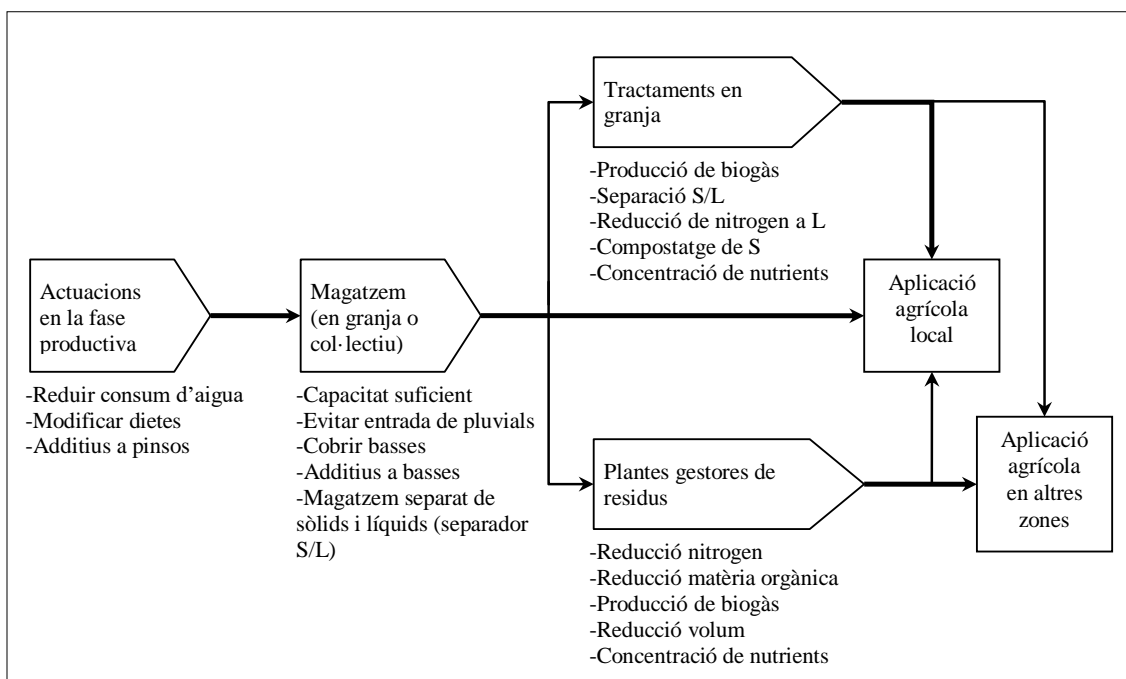 Tractaments en
granja
-Producció de biogàs
-Separació S/L
-Reducció de nitrogen a L
-Compostatge de S
-Concentració de nutrients
Actuacions
en la fase
productiva
-Reduir consum d’aigua
-Modificar dietes
-Additius a pinsos
Magatzem
(en granja o
col·lectiu)
-Capacitat suficient
-Evitar entrada de pluvials
-Cobrir basses
-Additius a basses
-Magatzem separat de
sòlids i líquids (separador
S/L)
Aplicació
agrícola
local
Plantes gestores de
residus
-Reducció nitrogen
-Reducció matèria orgànica
-Producció de biogàs
-Reducció volum
-Concentració de nutrients
Aplicació
agrícola
en altres
zones